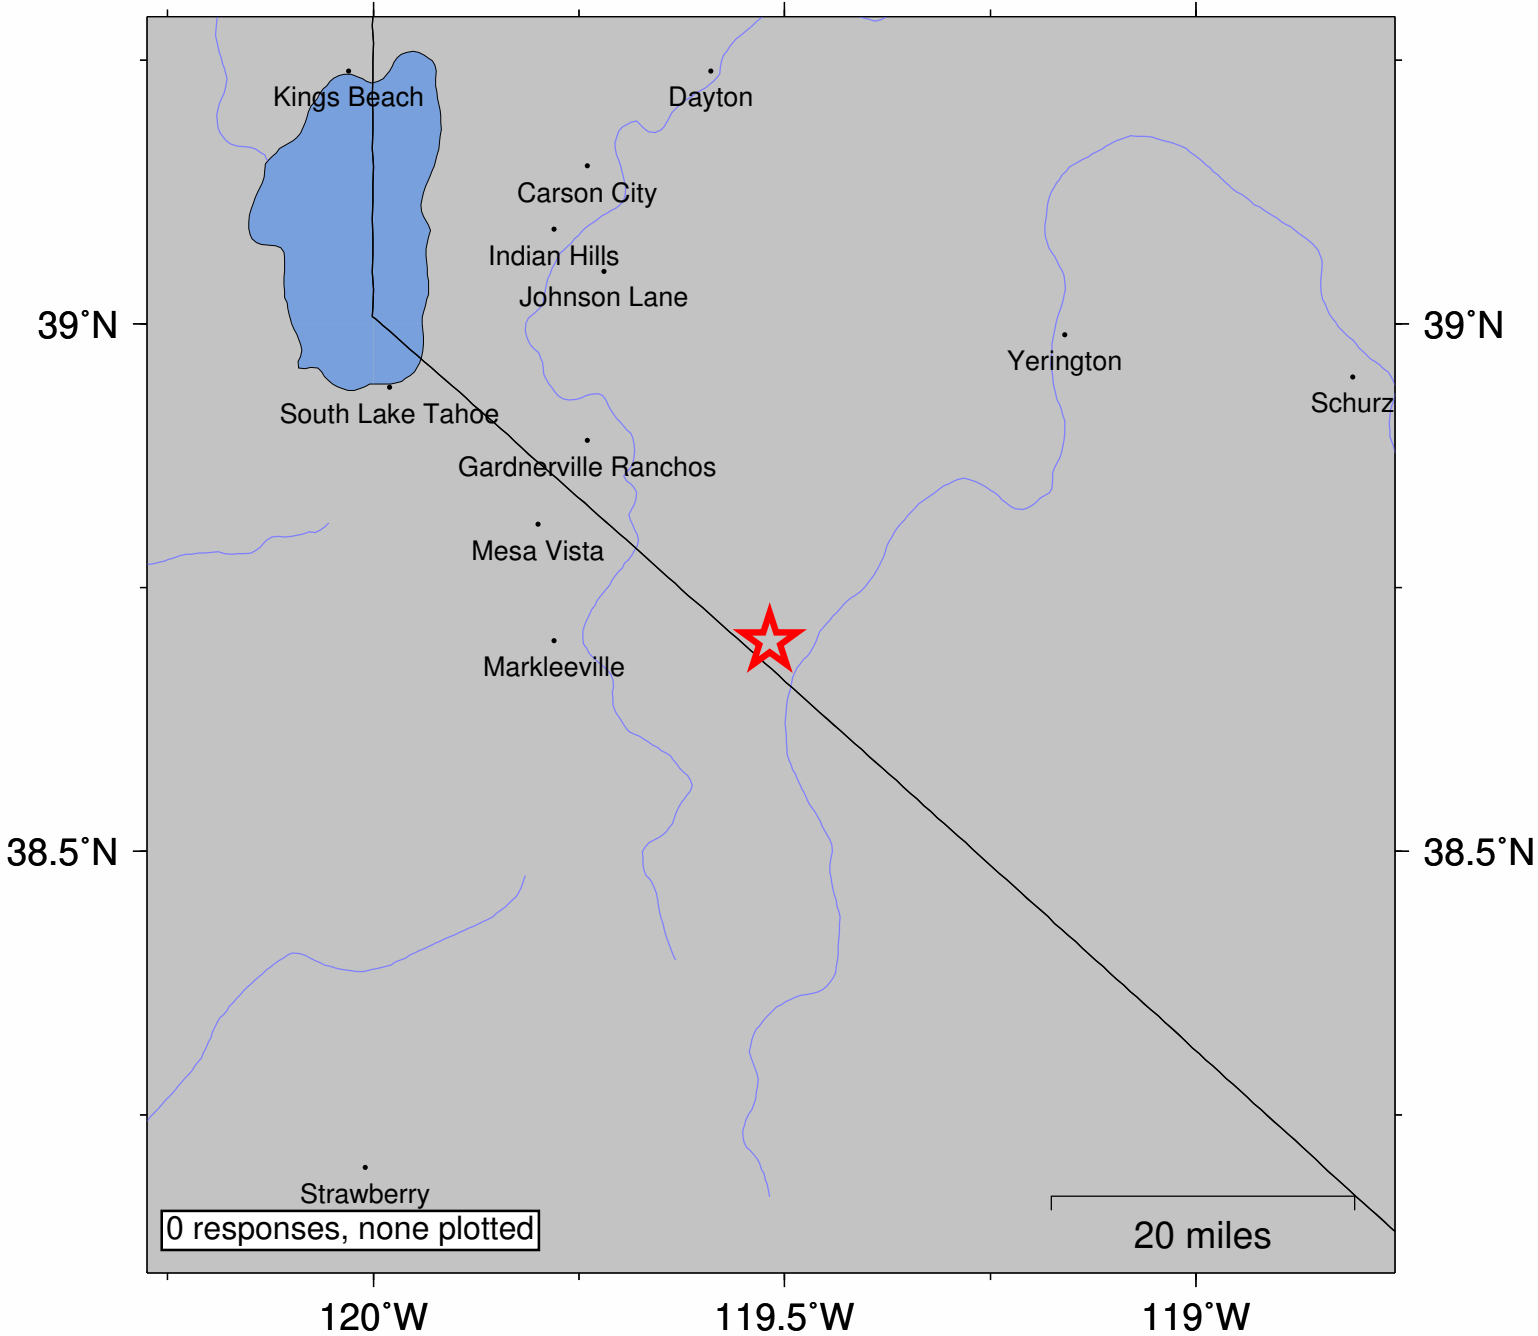 Kings Beach
Dayton
Carson City
Indian Hills
Johnson Lane
39°N
39°N
Yerington
Schurz
South Lake Tahoe
Gardnerville Ranchos
Mesa Vista
Markleeville
38.5°N
38.5°N
Strawberry
0 responses, none plotted
20 miles
120°W
119.5°W
119°W